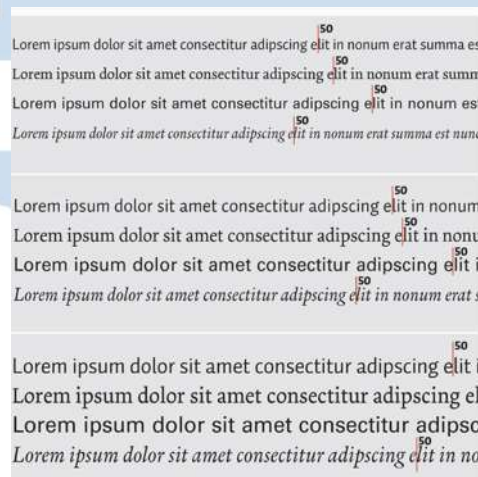 50
Lorem ipsum dolor sit amet consectitur adipscing elit in nonum erat summa es
50
Lorem ipsum dolor sit amet consectitur adipscing elit in nonum erat summ
50
Lorem ipsum dolor sit amet consectitur adipscing elit in nonum es
50
Lorem ipsum dolor sit amet consectitur adipscing elit in nonum erat summa est nunc
50
Lorem ipsum dolor sit amet consectitur adipscing elit in nonum
50
Lorem ipsum dolor sit amet consectitur adipscing elit in nonu
50
Lorem ipsum dolor sit amet consectitur adipscing elit i
50
Lorem ipsum dolor sit amet consectitur adipscing elit in nonum erat s
50
Lorem ipsum dolor sit amet consectitur adipscing elit i
Lorem ipsum dolor sit amet consectitur adipscing el
Lorem ipsum dolor sit amet consectitur adipsc
50
Lorem ipsum dolor sit amet consectitur adipscing elit in no